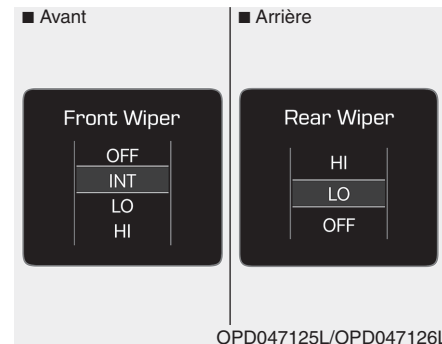 ■ Avant
Front Wiper
OFF
INT
LO
HI
■ Arrière
Rear Wiper
HI
LO
OFF
OPD047125L/OPD047126L